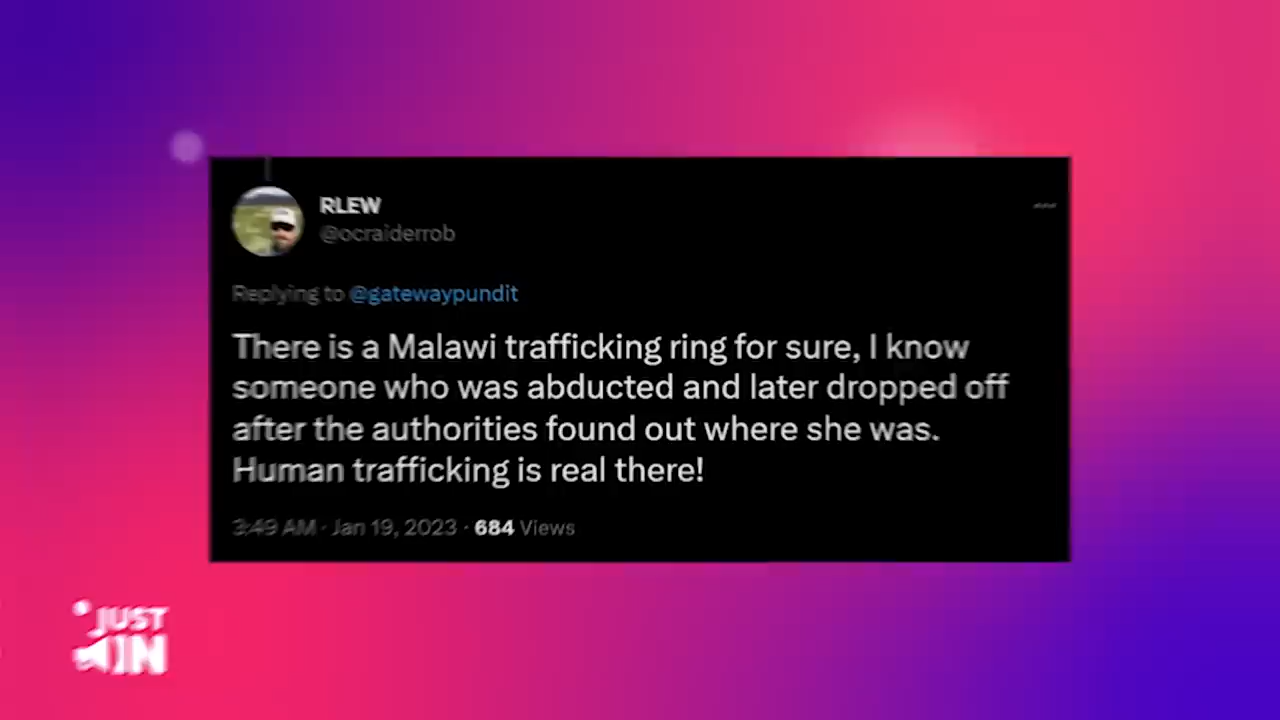 RLEW
@ocraiderrob
Replying to @gatewaypundit
There is a Malawi trafficking ring for sure, I know
someone who was abducted and later dropped off
after the authorities found out where she was.
Human trafficking is real there!
3:49 AM · Jan 19, 2023 · 684 Views
JUST
IN